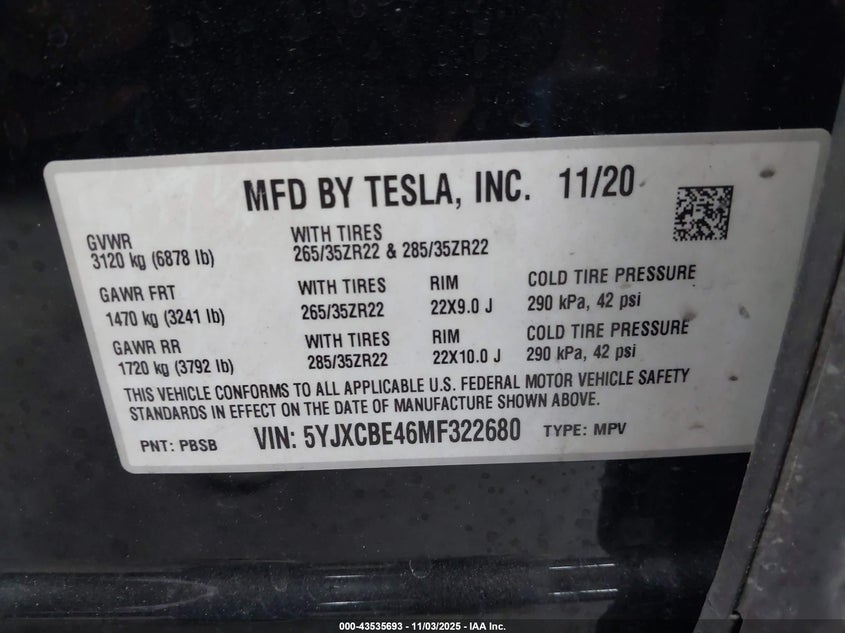 MFD BY TESLA, INC. 11/20
GVWR
3120 kg (6878 lb)
WITH TIRES
265/35ZR22 & 285/35ZR22
GAWR FRT
1470 kg (3241 lb)
WITH TIRES
265/35ZR22
RIM
22X9.0 J
COLD TIRE PRESSURE
290 kPa, 42 psi
GAWR RR
1720 kg (3792 lb)
WITH TIRES
285/35ZR22
RIM
22X10.0 J
COLD TIRE PRESSURE
290 kPa, 42 psi
THIS VEHICLE CONFORMS TO ALL APPLICABLE U.S. FEDERAL MOTOR VEHICLE SAFETY
STANDARDS IN EFFECT ON THE DATE OF MANUFACTURE SHOWN ABOVE.
PNT: PBSB VIN: 5YJXCBE46MF322680 TYPE: MPV
000-43535693 - 11/03/2025 - IAA Inc.